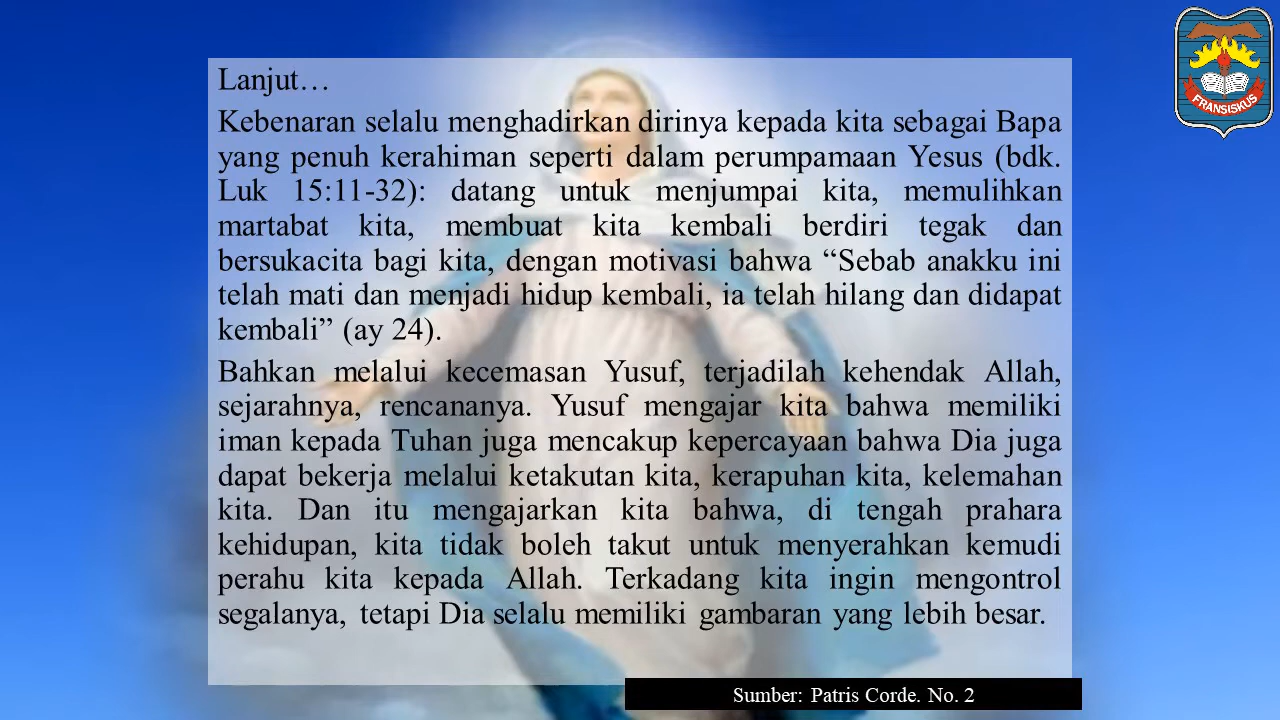 Lanjut…
Kebenaran selalu menghadirkan dirinya kepada kita sebagai Bapa
yang penuh kerahiman seperti dalam perumpamaan Yesus (bdk.
Luk 15:11-32): datang untuk menjumpai kita, memulihkan
martabat kita, membuat kita kembali berdiri tegak dan
bersukacita bagi kita, dengan motivasi bahwa “Sebab anakku ini
telah mati dan menjadi hidup kembali, ia telah hilang dan didapat
kembali” (ay 24).
Bahkan melalui kecemasan Yusuf, terjadilah kehendak Allah,
sejarahnya, rencananya. Yusuf mengajar kita bahwa memiliki
iman kepada Tuhan juga mencakup kepercayaan bahwa Dia juga
dapat bekerja melalui ketakutan kita, kerapuhan kita, kelemahan
kita. Dan itu mengajarkan kita bahwa, di tengah prahara
kehidupan, kita tidak boleh takut untuk menyerahkan kemudi
perahu kita kepada Allah. Terkadang kita ingin mengontrol
segalanya, tetapi Dia selalu memiliki gambaran yang lebih besar.
Sumber: Patris Corde. No. 2
FRANSISKUS